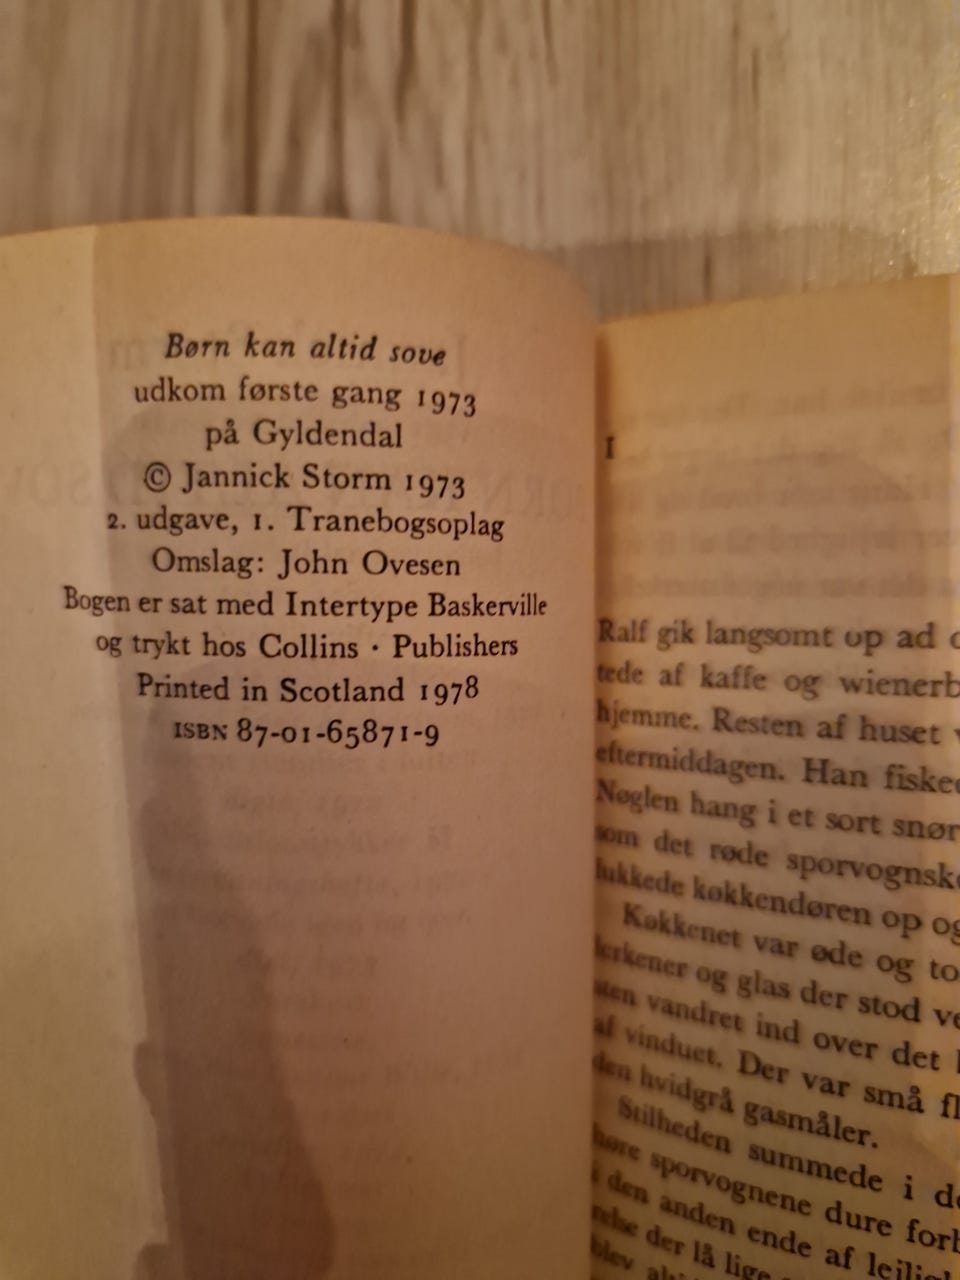 Børn kan altid sove
udkom første gang 1973
på Gyldendal
© Jannick Storm 1973
2. udgave, 1. Tranebogsoplag
Omslag: John Ovesen
Bogen er sat med Intertype Baskerville
og trykt hos Collins · Publishers
Printed in Scotland 1978
ISBN 87-01-65871-9
I
Ralf gik langsomt op ad
tede af kaffe og wienerb
hjemme. Resten af huset v
eftermiddagen. Han fiske
Nøglen hang i et sort snør
som det røde sporvognsk
lukkede køkkendøren op og
Køkkenet var øde og to
og glas der stod ve
vandret ind over det
af vinduet. Der var små fl
den hvidgrå gasmåler.
Stilheden summede i d
høre sporvognene dure forb
i den anden ende af lejligh
der lå lige
blev